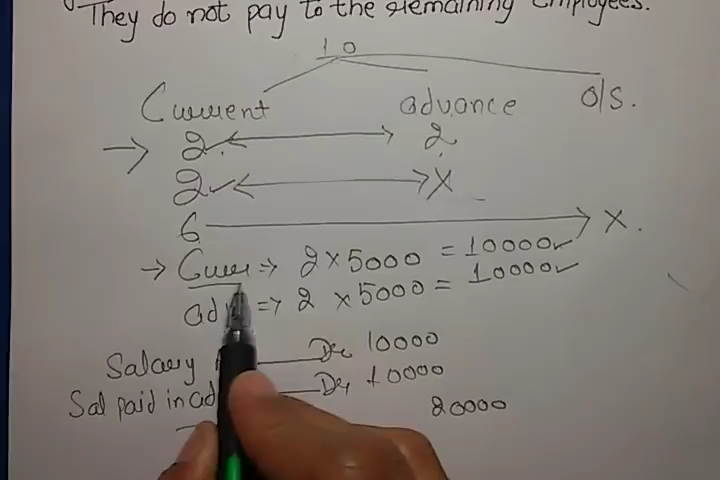 They do not pay to the remaining employees.
10
Current advance O/S.
→ 2 ✓ ↔ 2
2 ✓ ↔ X
6 → X.
→ Curr ⇒ 2 × 5000 = 10000 ✓
adv ⇒ 2 × 5000 = 10000 ✓
Salary Dr 10000
Sal paid in ad Dr 10000
20000